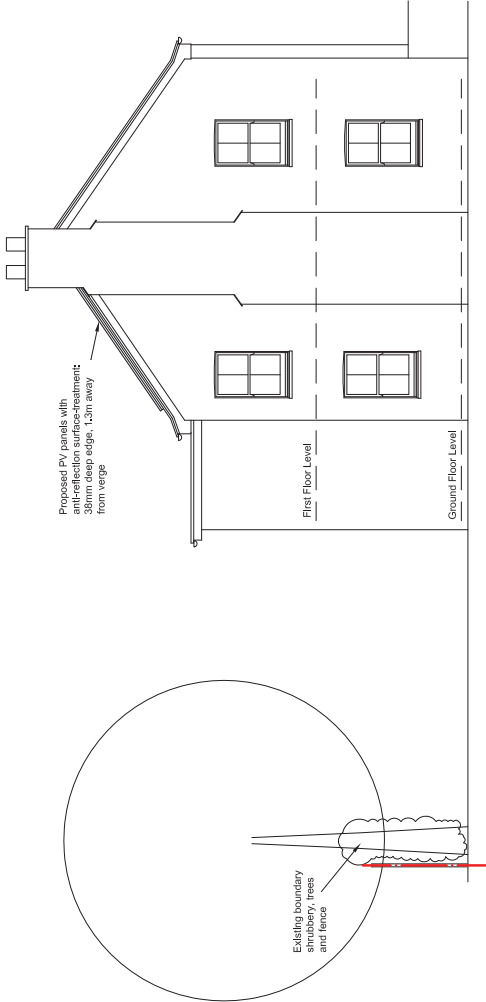 Proposed PV panels with
anti-reflection surface-treatment:
38mm deep edge, 1.3m away
from verge
First Floor Level
Ground Floor Level
Existing boundary
shrubbery, trees
and fence